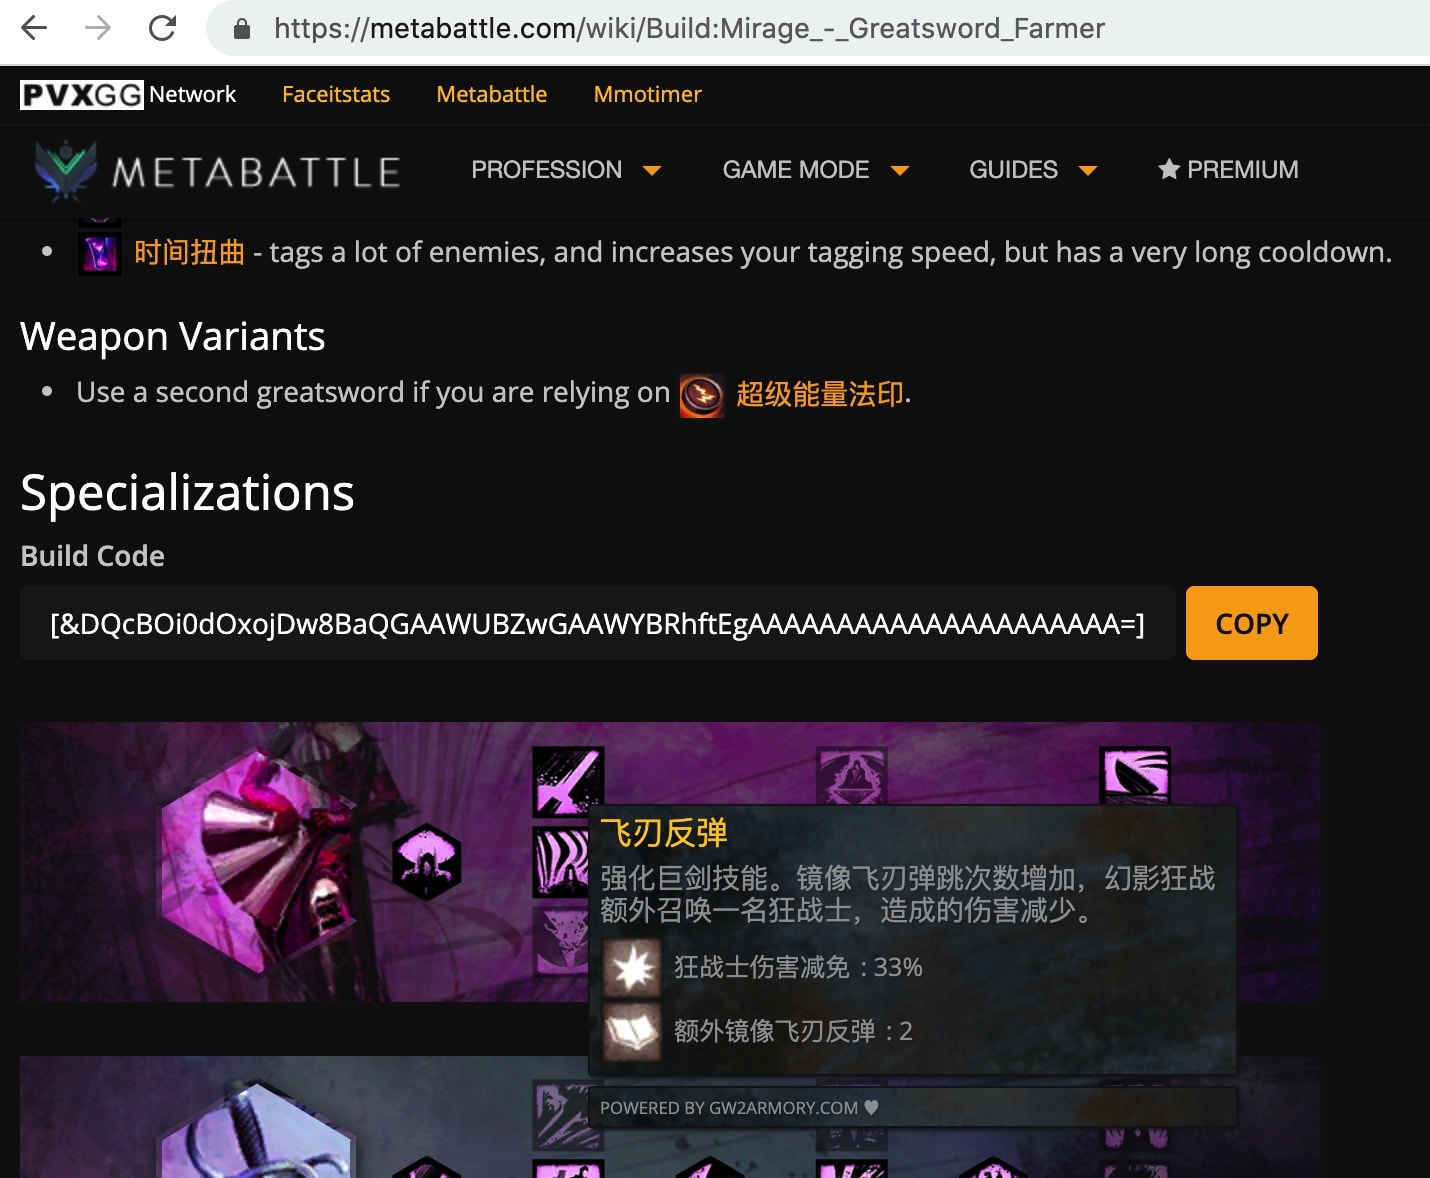 https://metabattle.com/wiki/Build:Mirage_-_Greatsword_Farmer
PVXGG Network Faceitstats Metabattle Mmotimer
METABATTLE PROFESSION GAME MODE GUIDES PREMIUM
时间扭曲 - tags a lot of enemies, and increases your tagging speed, but has a very long cooldown.
Weapon Variants
Use a second greatsword if you are relying on 超级能量法印.
Specializations
Build Code
[&DQcBOi0dOxojDw8BaQGAAWUBZwGAAWYBRhftEgAAAAAAAAAAAAAAAAAAAAA=] COPY
飞刃反弹
强化巨剑技能。镜像飞刃弹跳次数增加，幻影狂战
额外召唤一名狂战士，造成的伤害减少。
狂战士伤害减免 : 33%
额外镜像飞刃反弹 : 2
POWERED BY GW2ARMORY.COM ♥